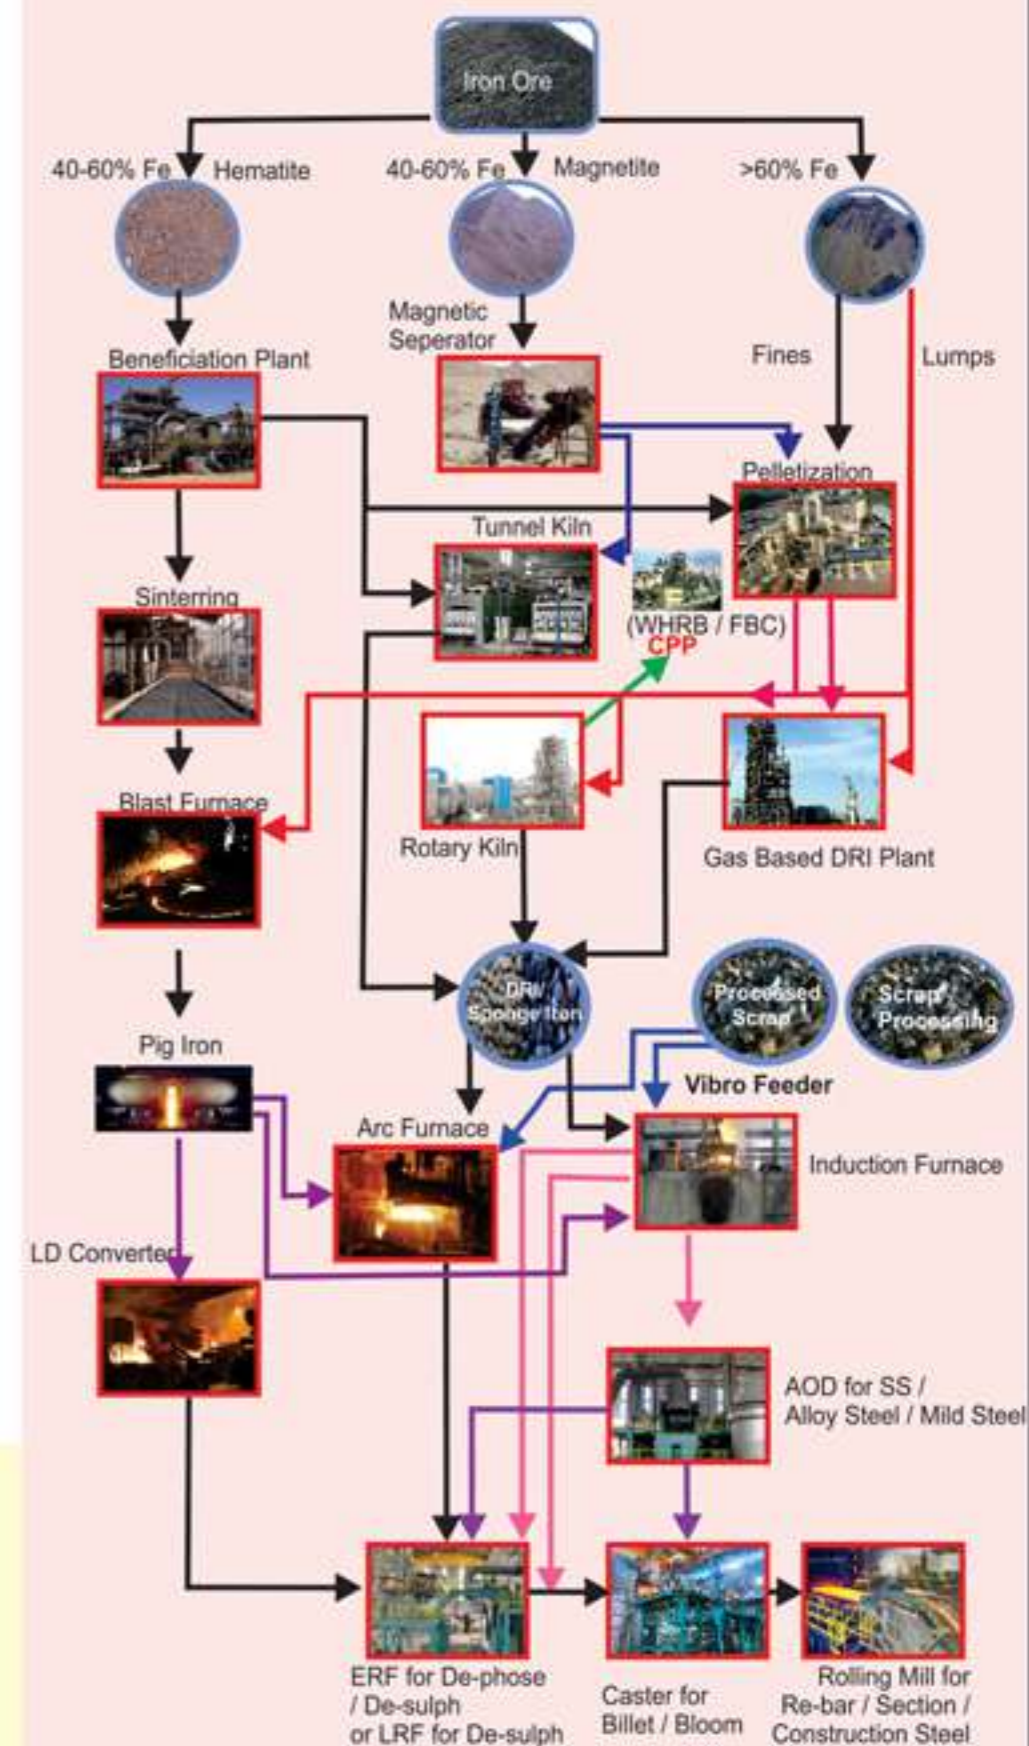 Iron Ore
40-60% Fe
Hematite
40-60% Fe
Magnetite
>60% Fe
Magnetic
Seperator
Beneficiation Plant
Fines
Lumps
Pelletization
Tunnel Kiln
Sinterring
(WHRB / FBC)
CPP
Blast Furnace
Rotary Kiln
Gas Based DRI Plant
DRI/
Sponge Iron
Processed
Scrap
Scrap
Processing
Pig Iron
Vibro Feeder
Arc Furnace
Induction Furnace
LD Converter
AOD for SS /
Alloy Steel / Mild Steel
ERF for De-phose
/ De-sulph
or LRF for De-sulph
Caster for
Billet / Bloom
Rolling Mill for
Re-bar / Section /
Construction Steel